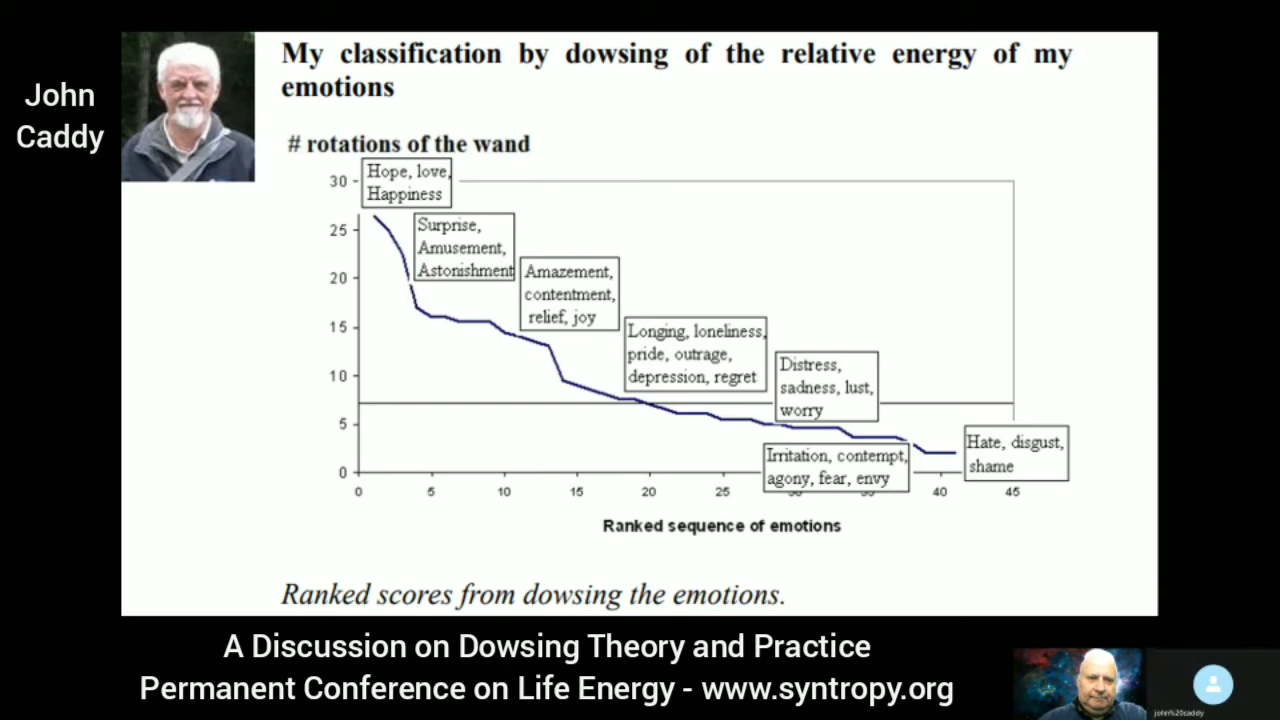 John
Caddy
My classification by dowsing of the relative energy of my
emotions
# rotations of the wand
30
25
20
15
10
5
0
Hope, love,
Happiness
Surprise,
Amusement,
Astonishment
Amazement,
contentment,
relief, joy
Longing, loneliness,
pride, outrage,
depression, regret
Distress,
sadness, lust,
worry
Irritation, contempt,
agony, fear, envy
Hate, disgust,
shame
0 5 10 15 20 25 30 35 40 45
Ranked sequence of emotions
Ranked scores from dowsing the emotions.
A Discussion on Dowsing Theory and Practice
Permanent Conference on Life Energy - www.syntropy.org
john%20caddy